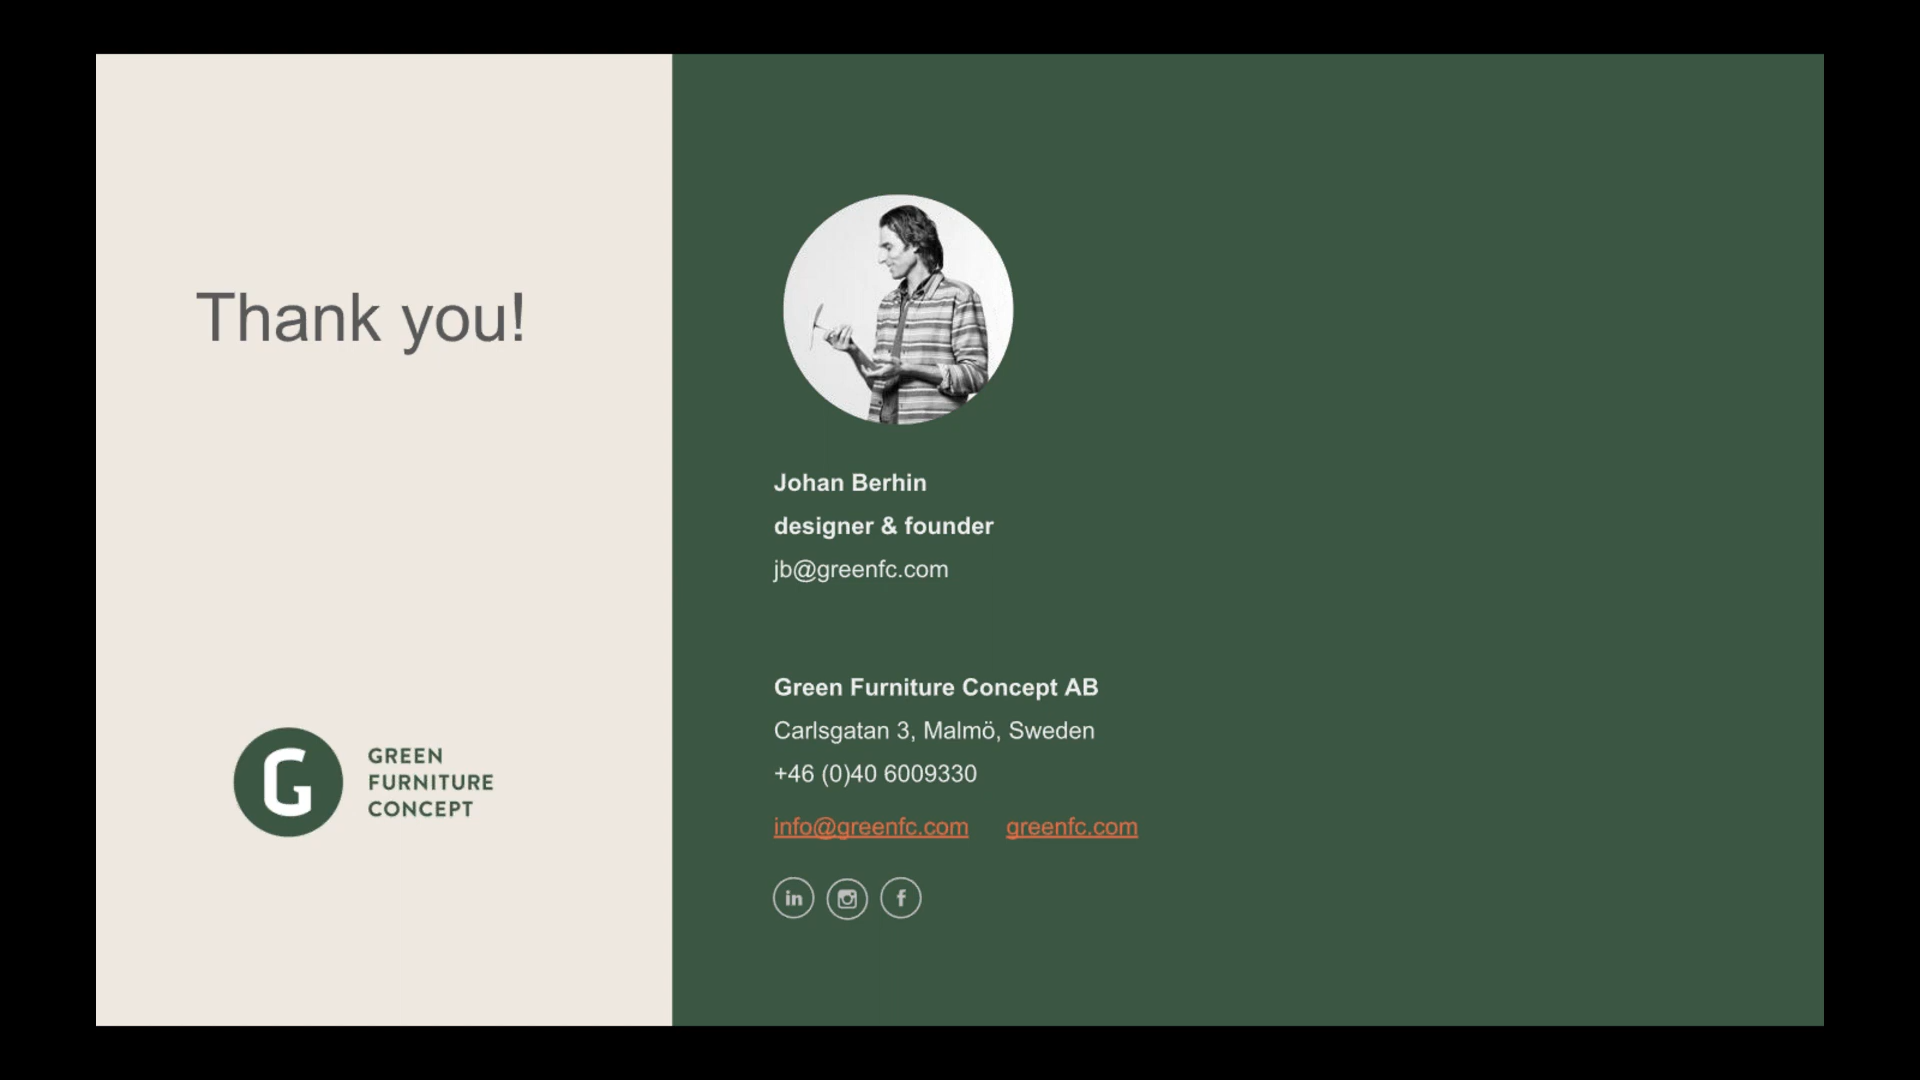 Thank you!
G
GREEN
FURNITURE
CONCEPT
Johan Berhin
designer & founder
jb@greenfc.com
Green Furniture Concept AB
Carlsgatan 3, Malmö, Sweden
+46 (0)40 6009330
info@greenfc.com greenfc.com
in f